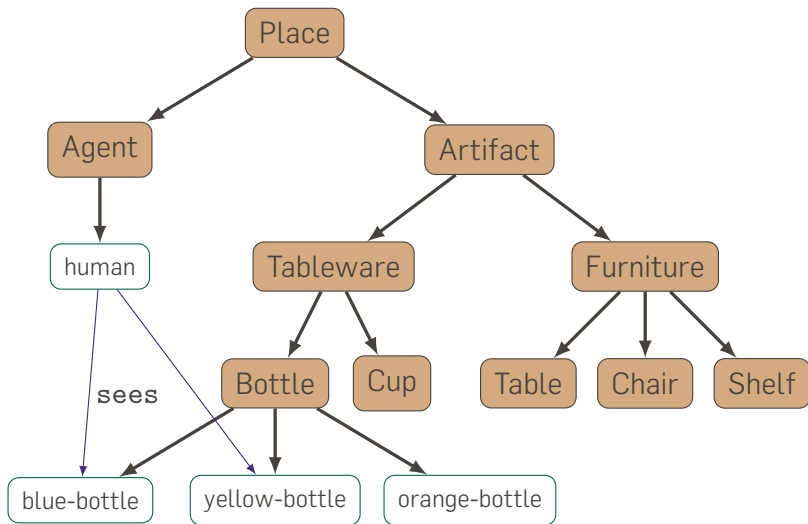 Place
Agent
Artifact
human
Tableware
Furniture
Bottle
Cup
Table
Chair
Shelf
sees
blue-bottle
yellow-bottle
orange-bottle